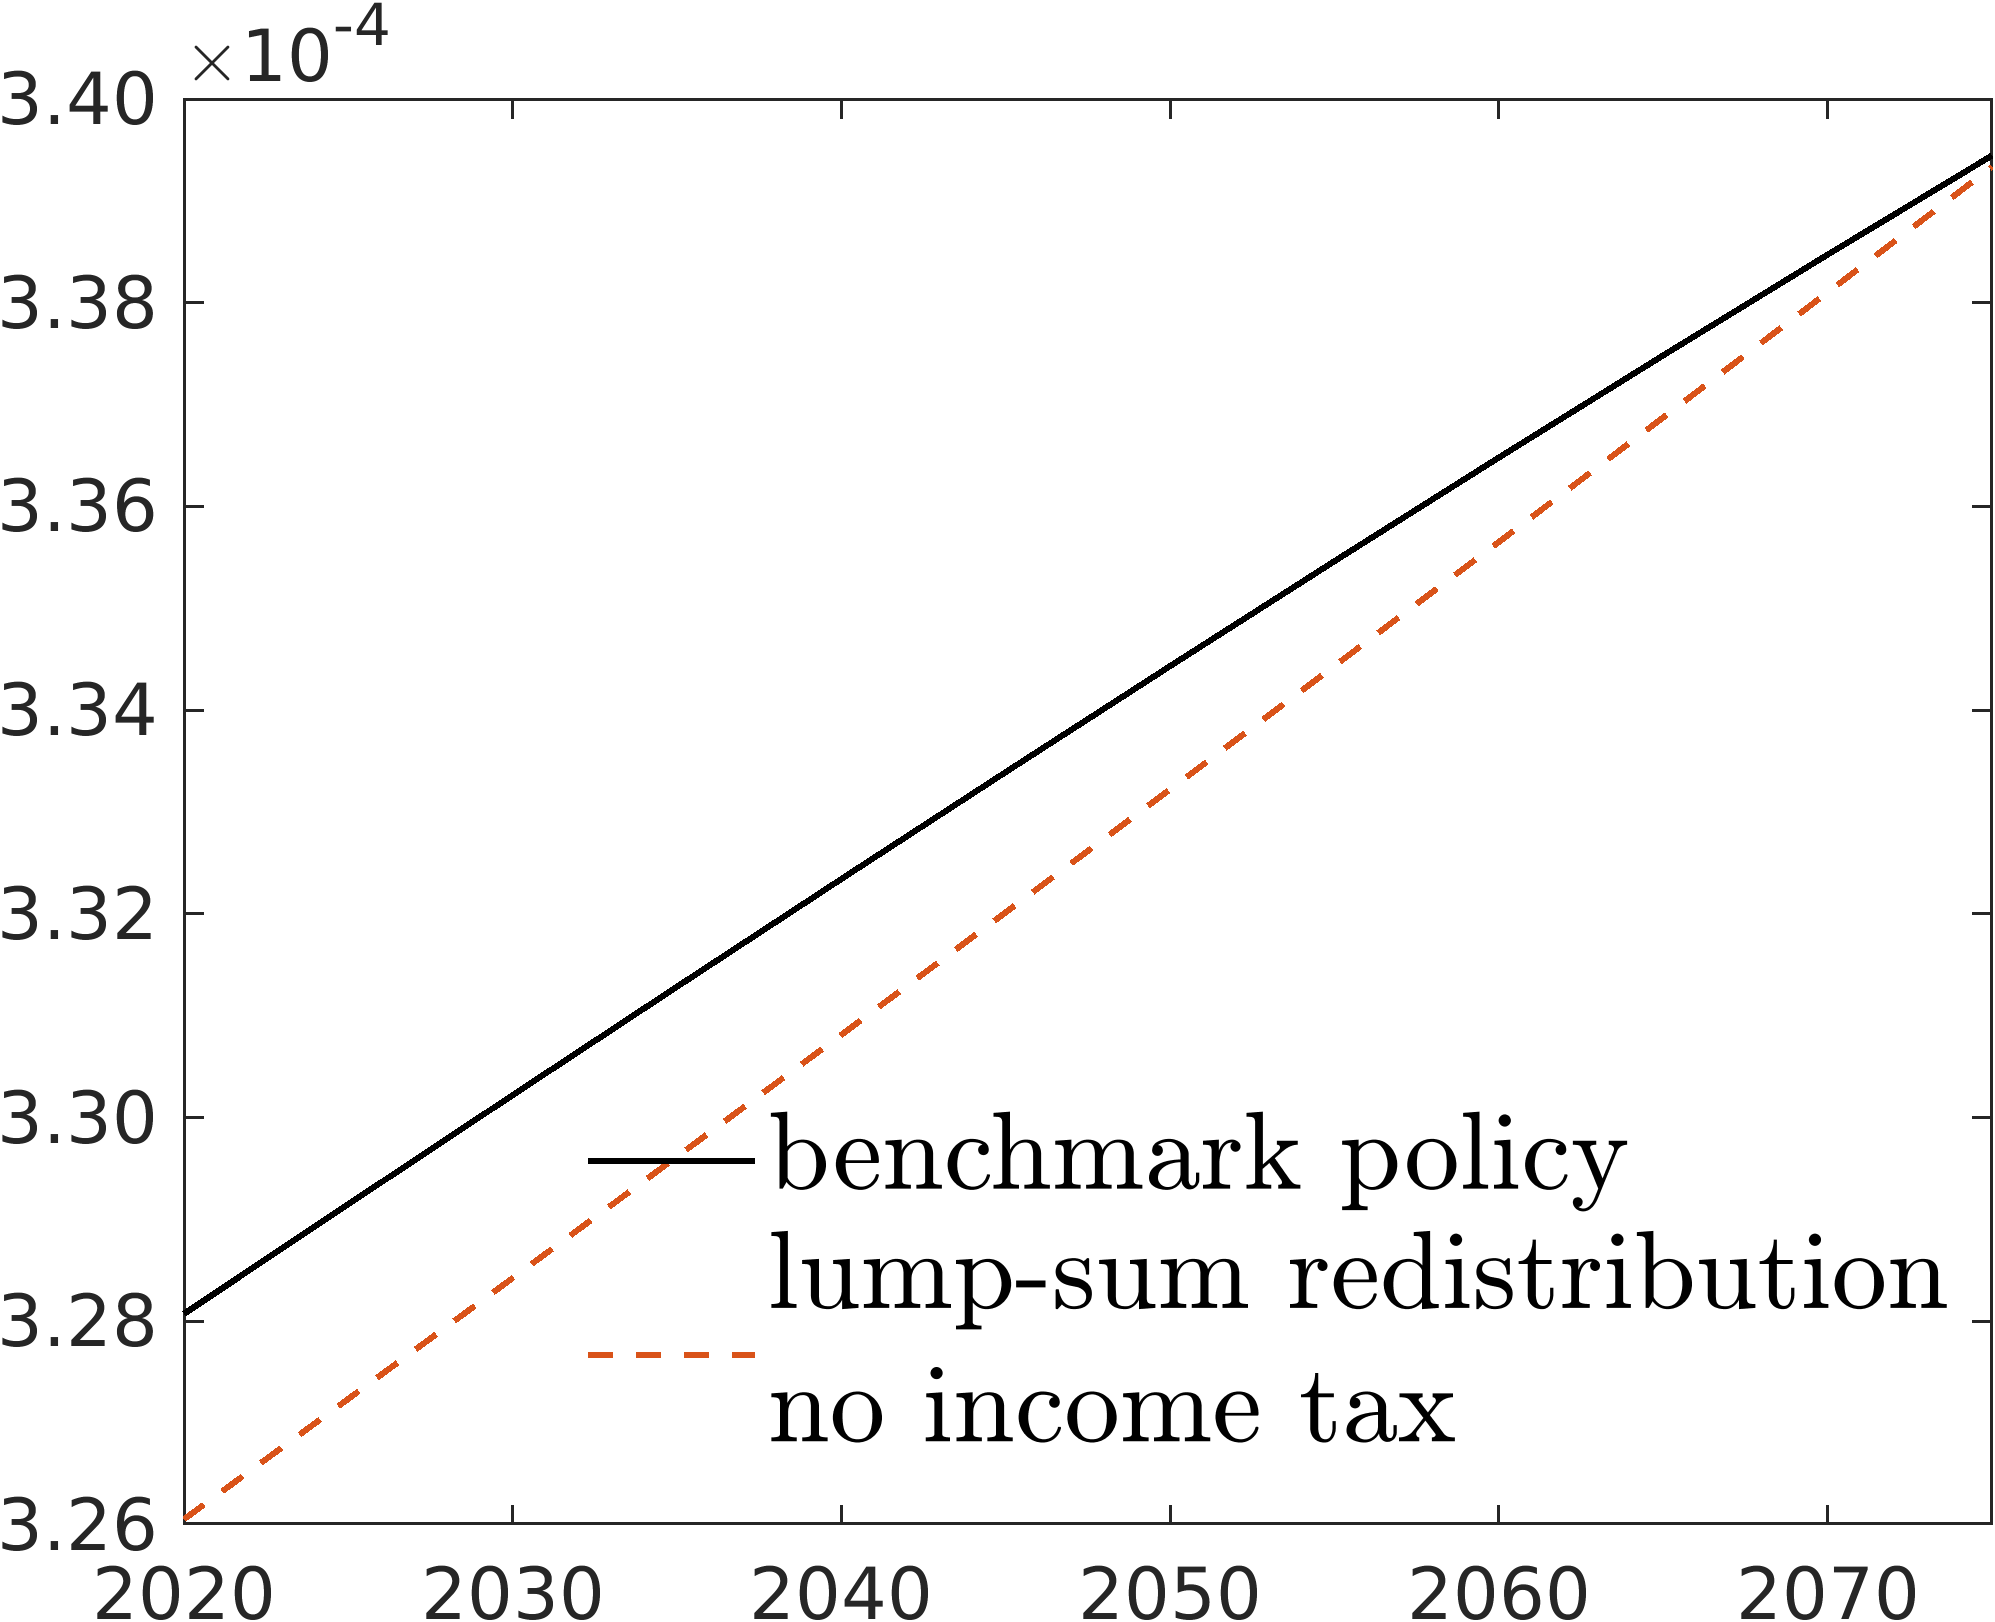 ×10-4
3.40
3.38
3.36
3.34
3.32
3.30
3.28
3.26
benchmark policy
lump-sum redistribution
no income tax
2020 2030 2040 2050 2060 2070